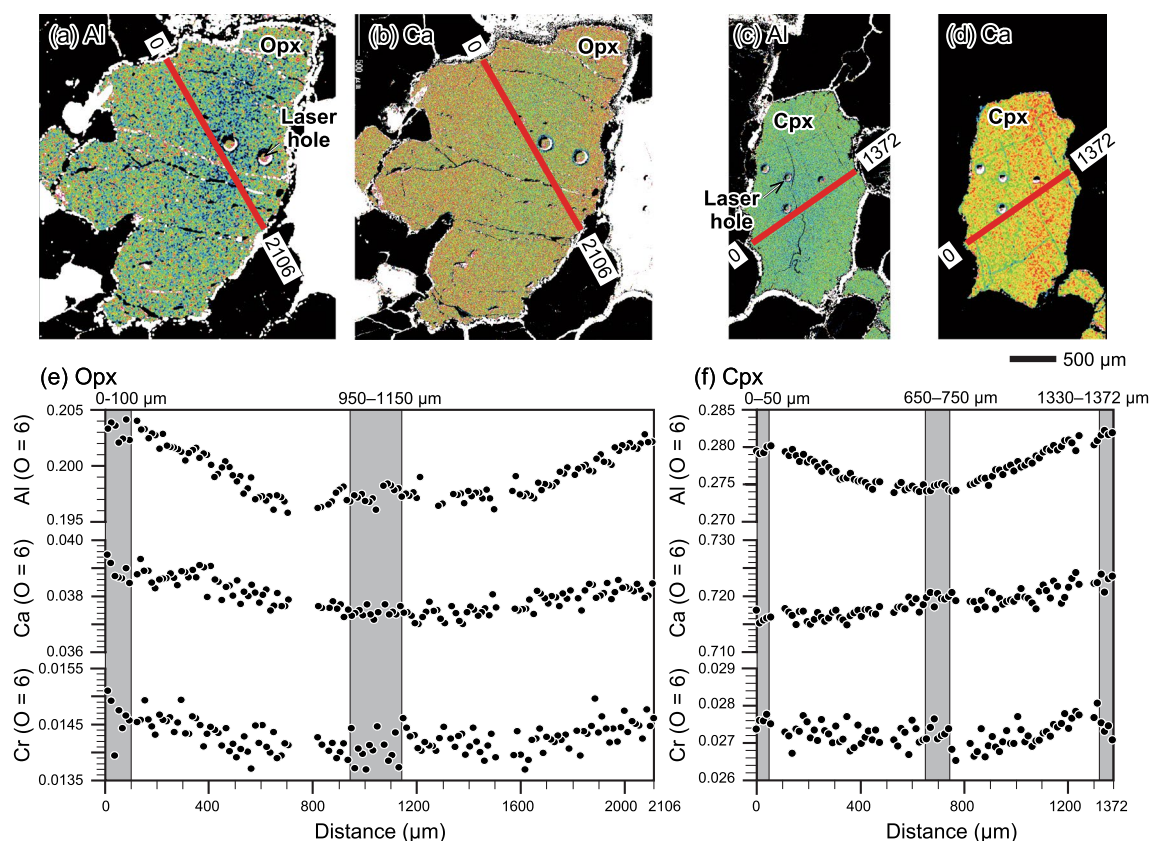 (a) Al
0
Opx
Laser
hole
2106
(b) Ca
0
Opx
500 μm
2106
(c) Al
Cpx
1372
Laser
hole
0
(d) Ca
Cpx
1372
0
500 μm
(e) Opx
0-100 μm
950–1150 μm
Al (O = 6)
0.205
0.200
0.195
Ca (O = 6)
0.040
0.038
0.036
Cr (O = 6)
0.0155
0.0145
0.0135
0
400
800
1200
1600
2000
2106
Distance (μm)
(f) Cpx
0–50 μm
650–750 μm
1330–1372 μm
Al (O = 6)
0.285
0.280
0.275
0.270
Ca (O = 6)
0.730
0.720
0.710
Cr (O = 6)
0.029
0.028
0.027
0.026
0
400
800
1200
1372
Distance (μm)